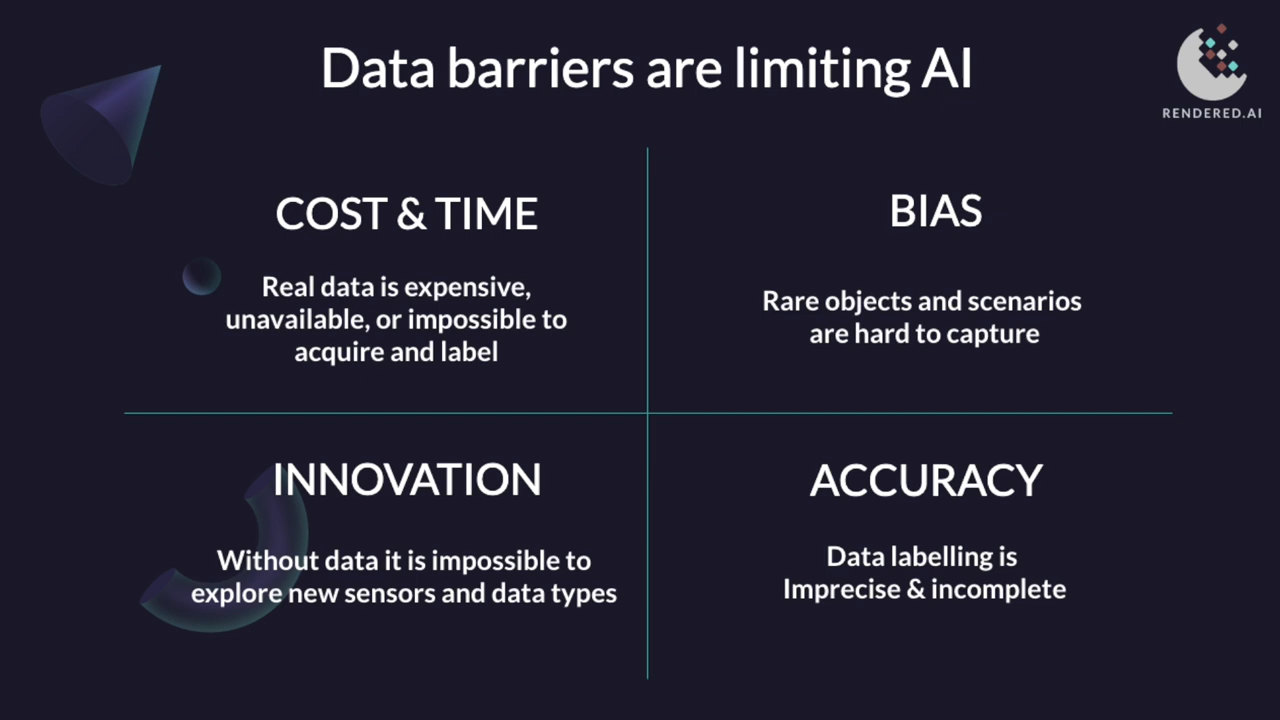 Data barriers are limiting AI
RENDERED.AI
COST & TIME
Real data is expensive,
unavailable, or impossible to
acquire and label
BIAS
Rare objects and scenarios
are hard to capture
INNOVATION
Without data it is impossible to
explore new sensors and data types
ACCURACY
Data labelling is
Imprecise & incomplete